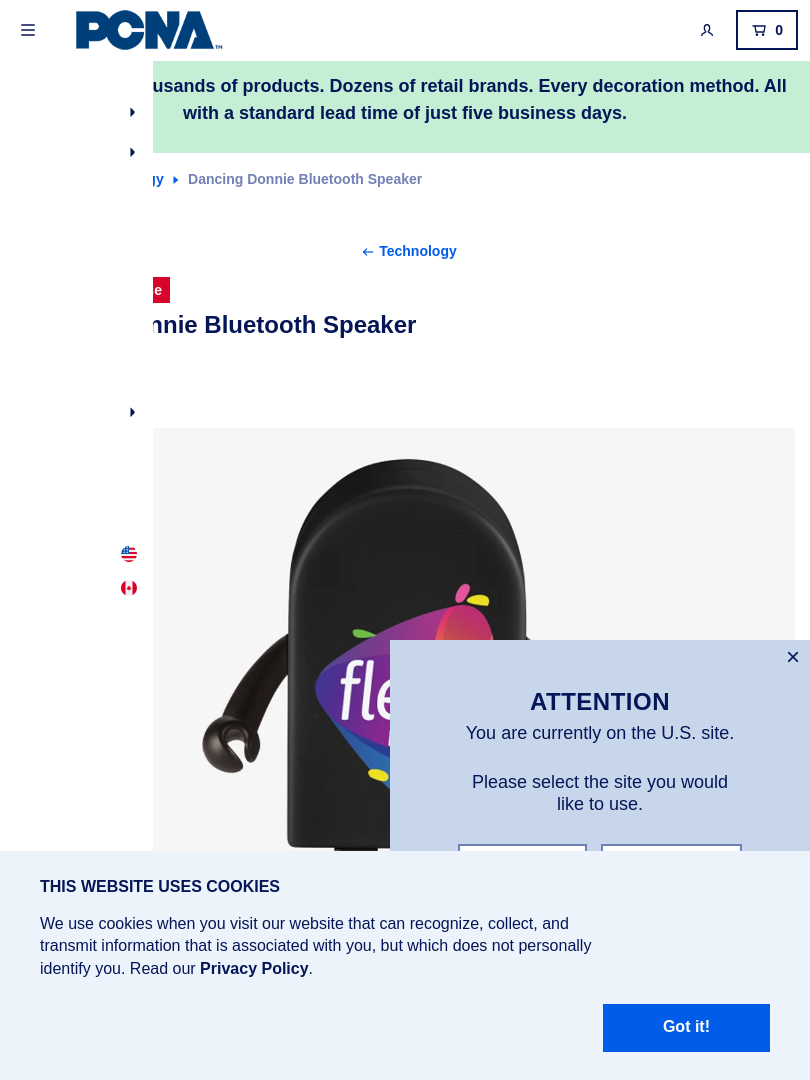 PCNA™
0
usands of products. Dozens of retail brands. Every decoration method. All
with a standard lead time of just five business days.
gy Dancing Donnie Bluetooth Speaker
← Technology
e
nnie Bluetooth Speaker
fle
ATTENTION
You are currently on the U.S. site.
Please select the site you would
like to use.
THIS WEBSITE USES COOKIES
We use cookies when you visit our website that can recognize, collect, and
transmit information that is associated with you, but which does not personally
identify you. Read our Privacy Policy.
Got it!